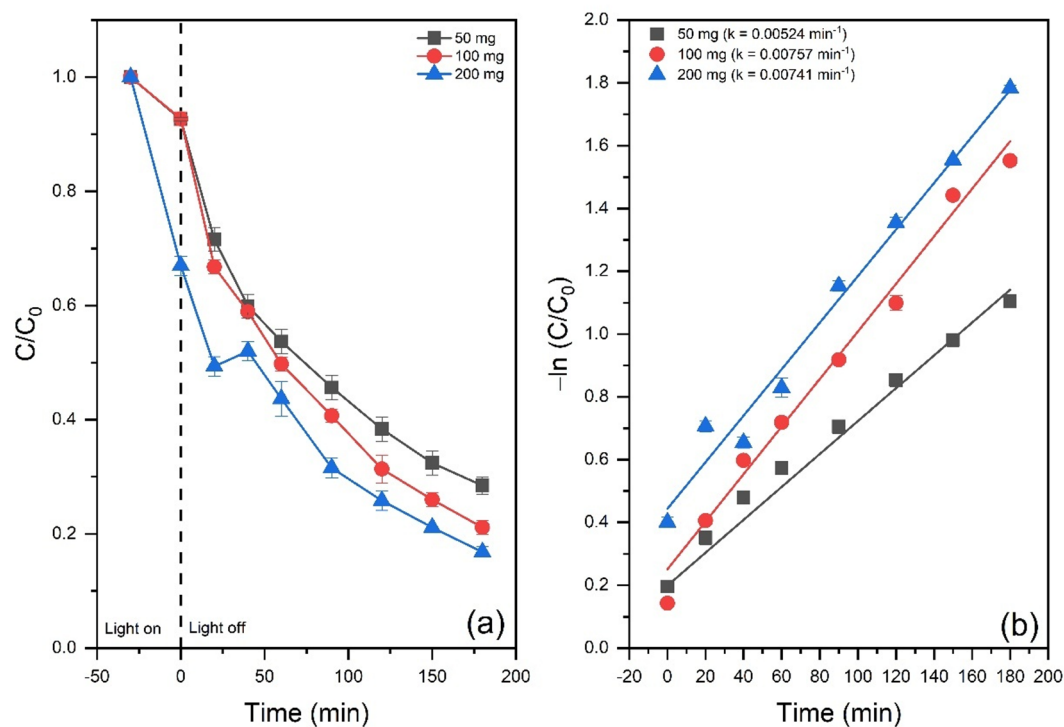 50 mg
100 mg
200 mg
1.0
0.8
0.6
0.4
0.2
0.0
C/C₀
Light on
Light off
(a)
-50
0
50
100
150
200
Time (min)
50 mg (k = 0.00524 min⁻¹)
100 mg (k = 0.00757 min⁻¹)
200 mg (k = 0.00741 min⁻¹)
2.0
1.8
1.6
1.4
1.2
1.0
0.8
0.6
0.4
0.2
0.0
–ln (C/C₀)
(b)
-20
0
20
40
60
80
100
120
140
160
180
200
Time (min)